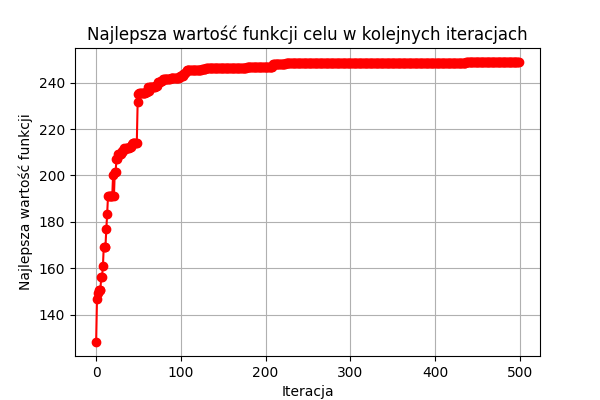 Najlepsza wartość funkcji celu w kolejnych iteracjach
Najlepsza wartość funkcji
240
220
200
180
160
140
0 100 200 300 400 500
Iteracja